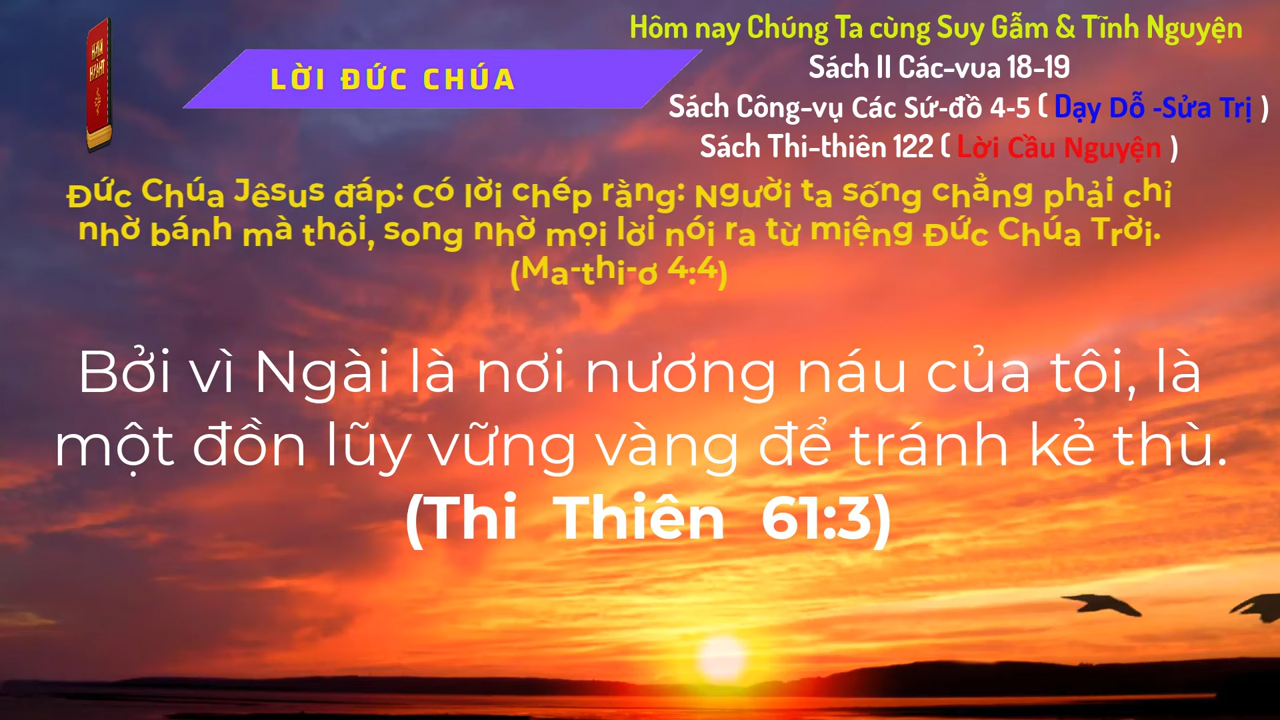 LỜI ĐỨC CHÚA
Hôm nay Chúng Ta cùng Suy Gẫm & Tĩnh Nguyện
Sách II Các-vua 18-19
Sách Công-vụ Các Sứ-đồ 4-5 ( Dạy Dỗ -Sửa Trị )
Sách Thi-thiên 122 ( Lời Cầu Nguyện )
Đức Chúa Jêsus đáp: Có lời chép rằng: Người ta sống chẳng phải chỉ
nhờ bánh mà thôi, song nhờ mọi lời nói ra từ miệng Đức Chúa Trời.
(Ma-thi-ơ 4:4)
Bởi vì Ngài là nơi nương náu của tôi, là
một đồn lũy vững vàng để tránh kẻ thù.
(Thi Thiên 61:3)